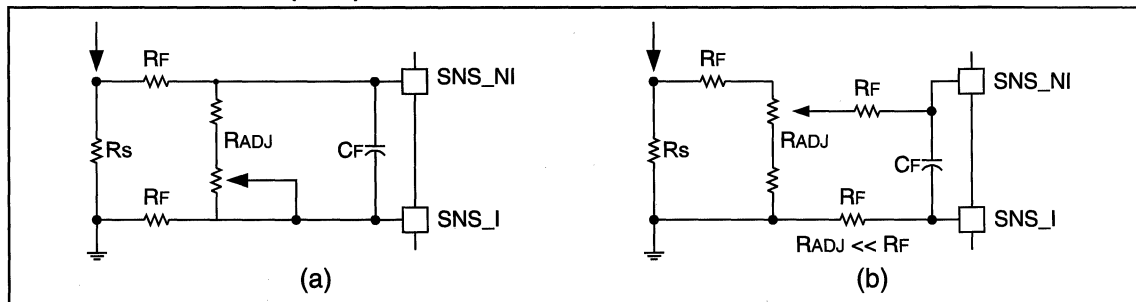 RF
SNS_NI
RADJ
Rs
CF
RF
SNS_I
(a)
RF
RF
SNS_NI
RADJ
Rs
CF
RF
SNS_I
RADJ << RF
(b)